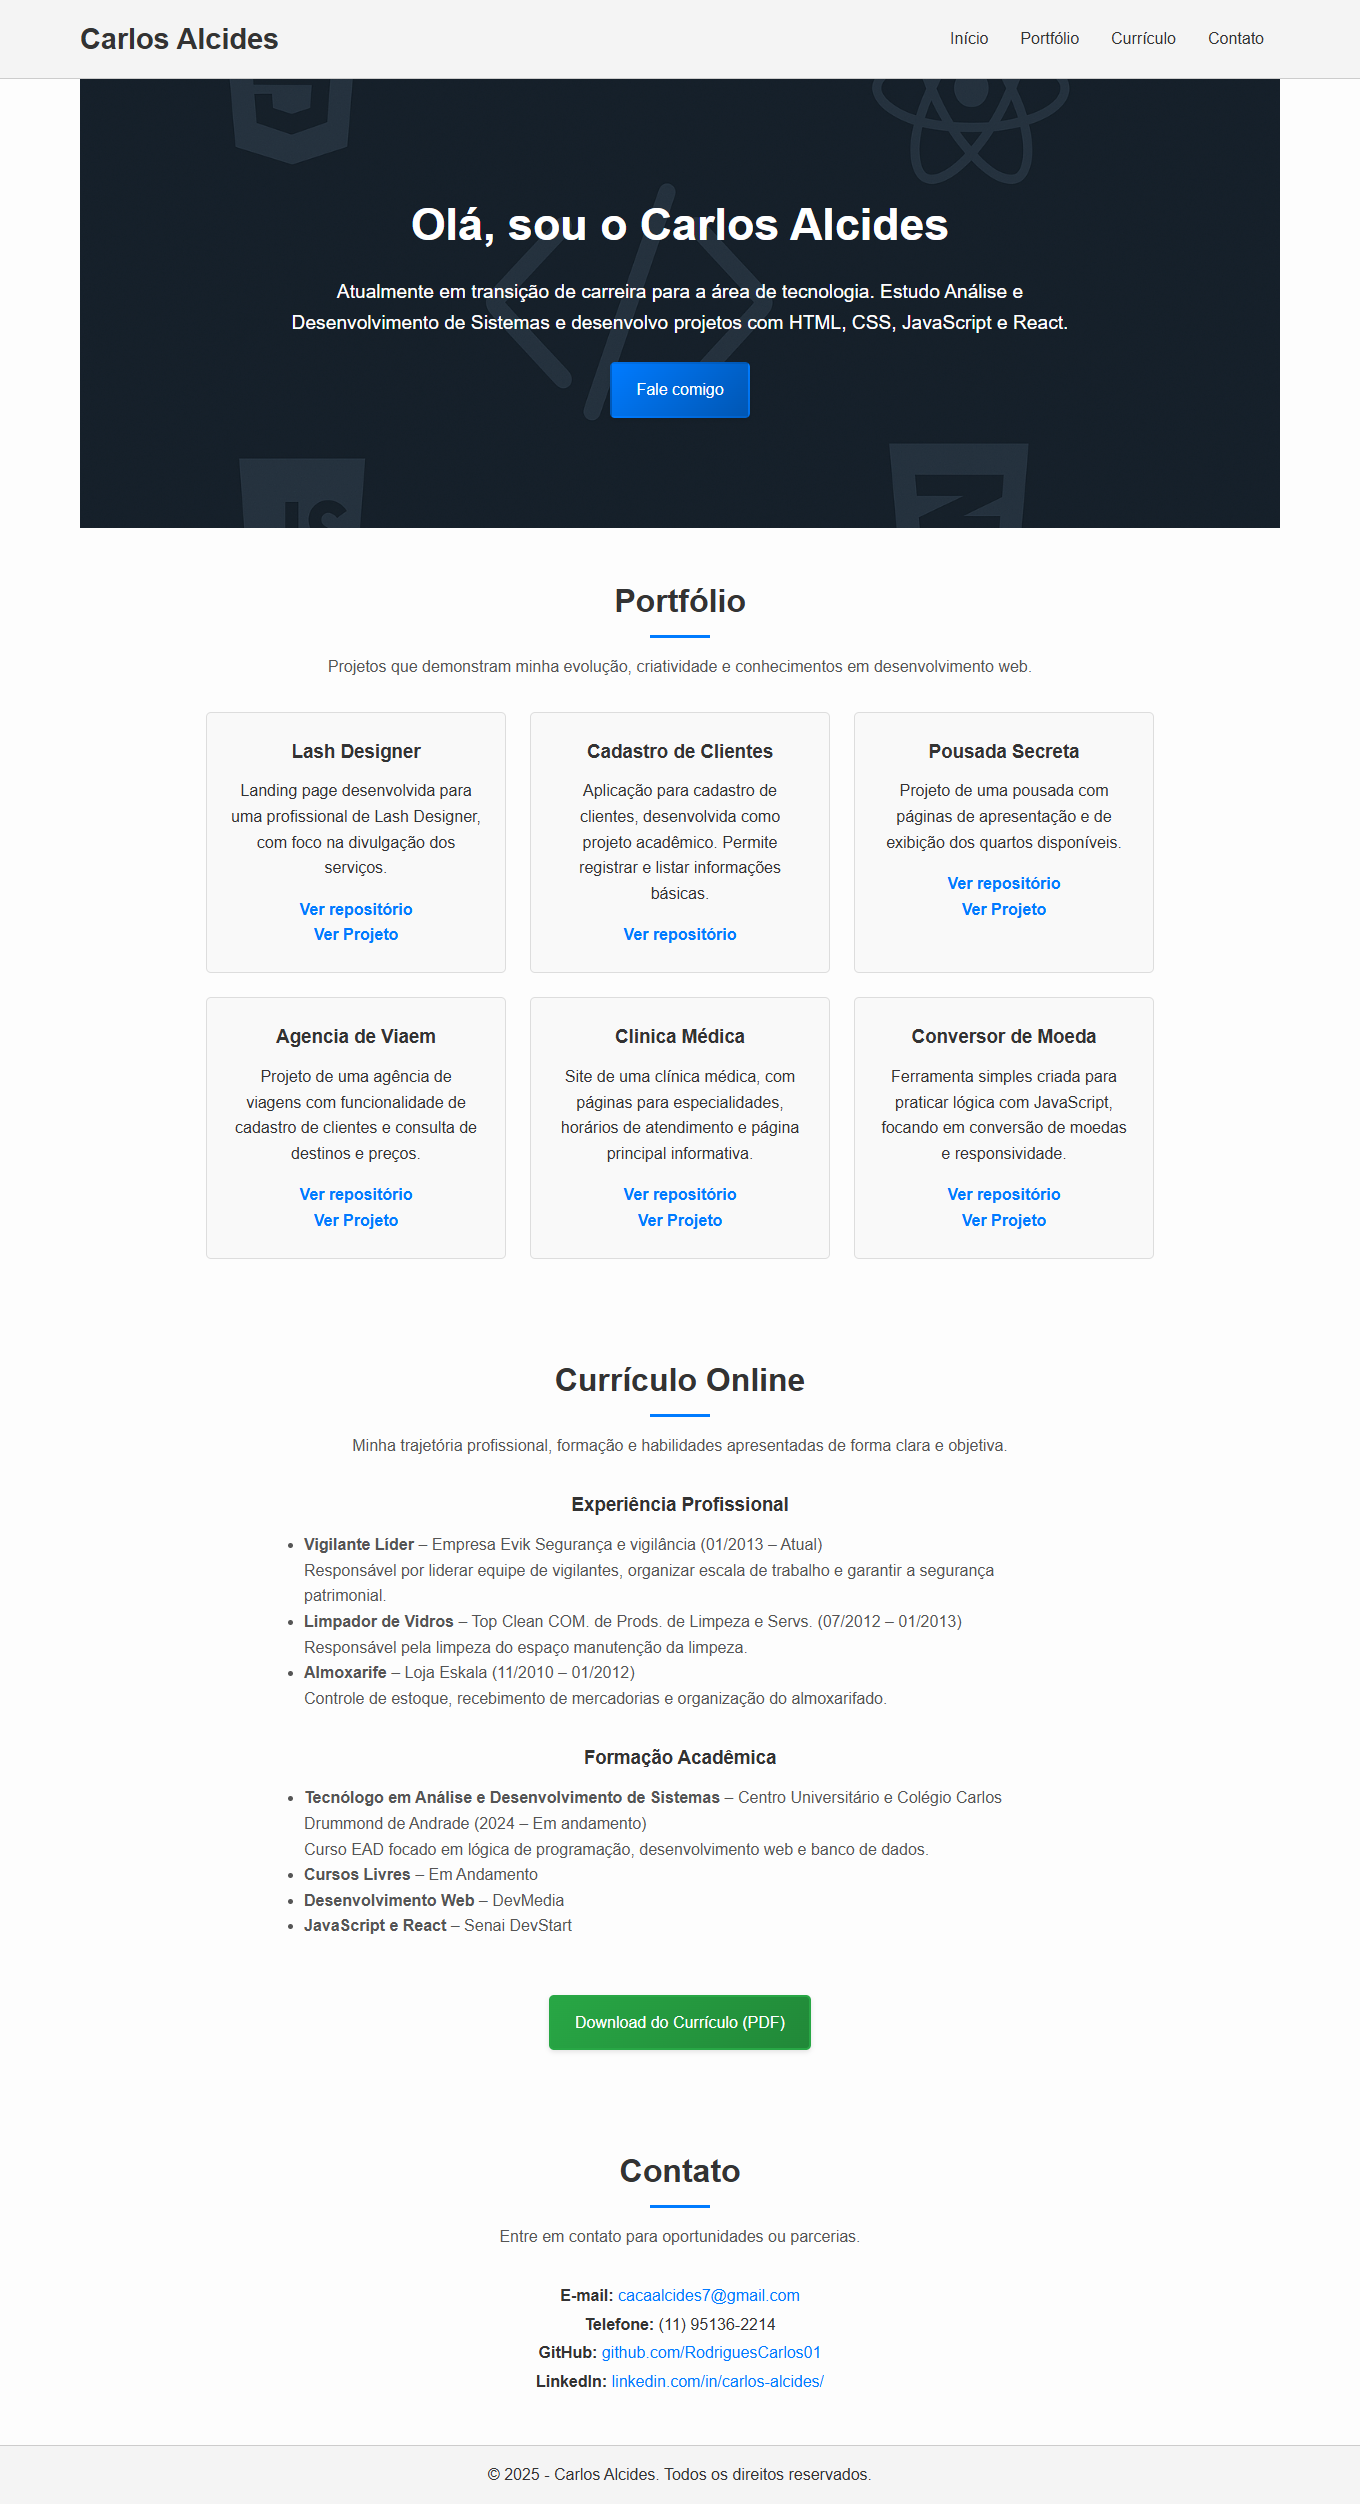 Carlos Alcides
Início Portfólio Currículo Contato
Olá, sou o Carlos Alcides
Atualmente em transição de carreira para a área de tecnologia. Estudo Análise e
Desenvolvimento de Sistemas e desenvolvo projetos com HTML, CSS, JavaScript e React.
Fale comigo
JS
Portfólio
Projetos que demonstram minha evolução, criatividade e conhecimentos em desenvolvimento web.
Lash Designer
Landing page desenvolvida para
uma profissional de Lash Designer,
com foco na divulgação dos
serviços.
Ver repositório
Ver Projeto
Cadastro de Clientes
Aplicação para cadastro de
clientes, desenvolvida como
projeto acadêmico. Permite
registrar e listar informações
básicas.
Ver repositório
Pousada Secreta
Projeto de uma pousada com
páginas de apresentação e de
exibição dos quartos disponíveis.
Ver repositório
Ver Projeto
Agencia de Viaem
Projeto de uma agência de
viagens com funcionalidade de
cadastro de clientes e consulta de
destinos e preços.
Ver repositório
Ver Projeto
Clinica Médica
Site de uma clínica médica, com
páginas para especialidades,
horários de atendimento e página
principal informativa.
Ver repositório
Ver Projeto
Conversor de Moeda
Ferramenta simples criada para
praticar lógica com JavaScript,
focando em conversão de moedas
e responsividade.
Ver repositório
Ver Projeto
Currículo Online
Minha trajetória profissional, formação e habilidades apresentadas de forma clara e objetiva.
Experiência Profissional
• Vigilante Líder – Empresa Evik Segurança e vigilância (01/2013 – Atual)
Responsável por liderar equipe de vigilantes, organizar escala de trabalho e garantir a segurança
patrimonial.
• Limpador de Vidros – Top Clean COM. de Prods. de Limpeza e Servs. (07/2012 – 01/2013)
Responsável pela limpeza do espaço manutenção da limpeza.
• Almoxarife – Loja Eskala (11/2010 – 01/2012)
Controle de estoque, recebimento de mercadorias e organização do almoxarifado.
Formação Acadêmica
• Tecnólogo em Análise e Desenvolvimento de Sistemas – Centro Universitário e Colégio Carlos
Drummond de Andrade (2024 – Em andamento)
Curso EAD focado em lógica de programação, desenvolvimento web e banco de dados.
• Cursos Livres – Em Andamento
• Desenvolvimento Web – DevMedia
• JavaScript e React – Senai DevStart
Download do Currículo (PDF)
Contato
Entre em contato para oportunidades ou parcerias.
E-mail: cacaalcides7@gmail.com
Telefone: (11) 95136-2214
GitHub: github.com/RodriguesCarlos01
LinkedIn: linkedin.com/in/carlos-alcides/
© 2025 - Carlos Alcides. Todos os direitos reservados.